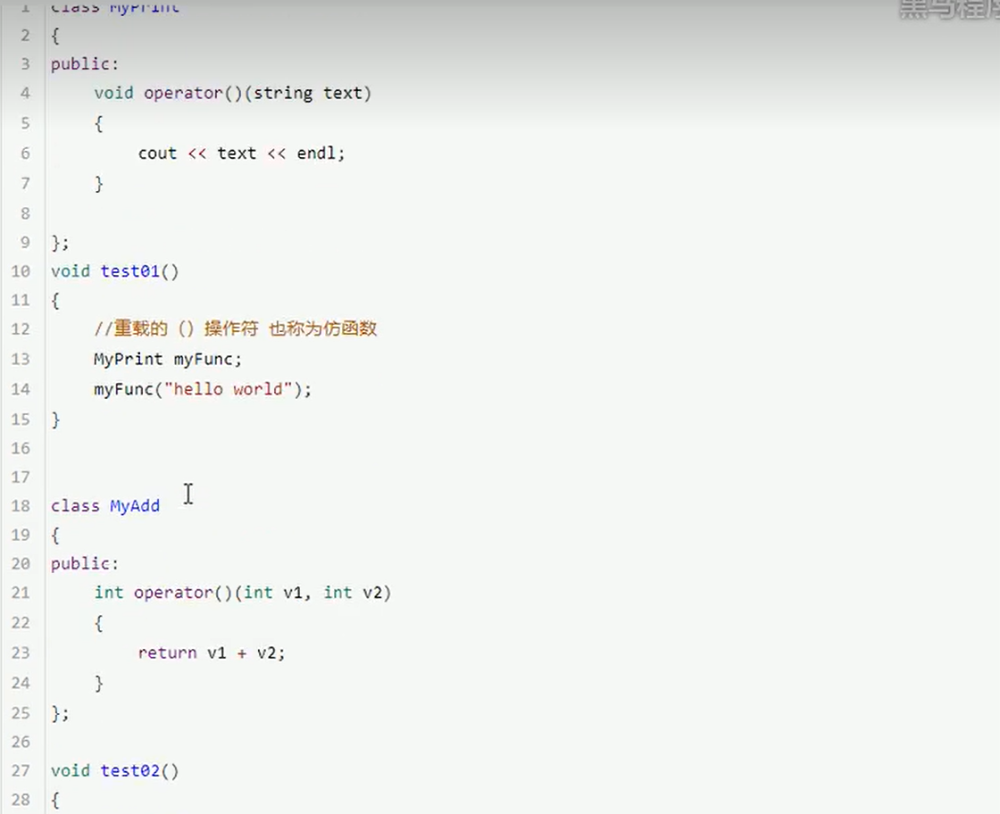 1 class MyPrint
黑马程序
2 {
3 public:
4 void operator()(string text)
5 {
6 cout << text << endl;
7 }
8
9 };
10 void test01()
11 {
12 //重载的（）操作符 也称为仿函数
13 MyPrint myFunc;
14 myFunc("hello world");
15 }
16
17
18 class MyAdd
19 {
20 public:
21 int operator()(int v1, int v2)
22 {
23 return v1 + v2;
24 }
25 };
26
27 void test02()
28 {